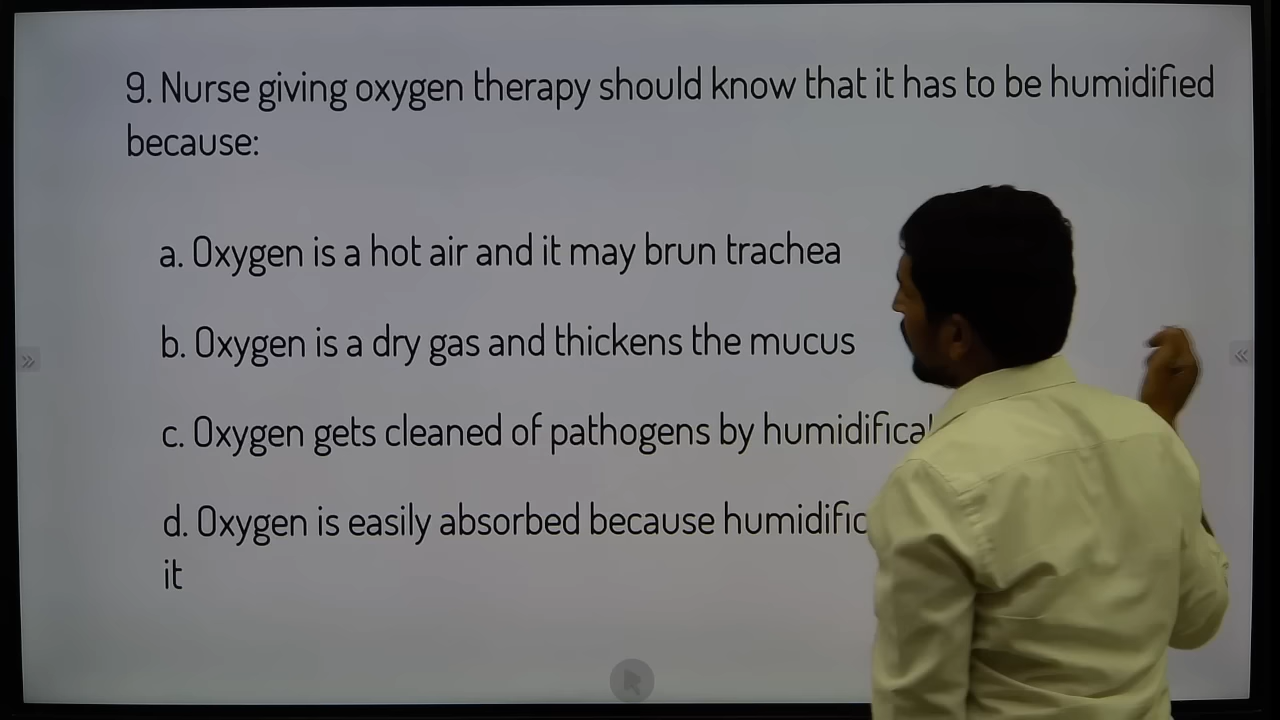 9. Nurse giving oxygen therapy should know that it has to be humidified
because:
a. Oxygen is a hot air and it may brun trachea
b. Oxygen is a dry gas and thickens the mucus
c. Oxygen gets cleaned of pathogens by
d. Oxygen is easily absorbed because
it